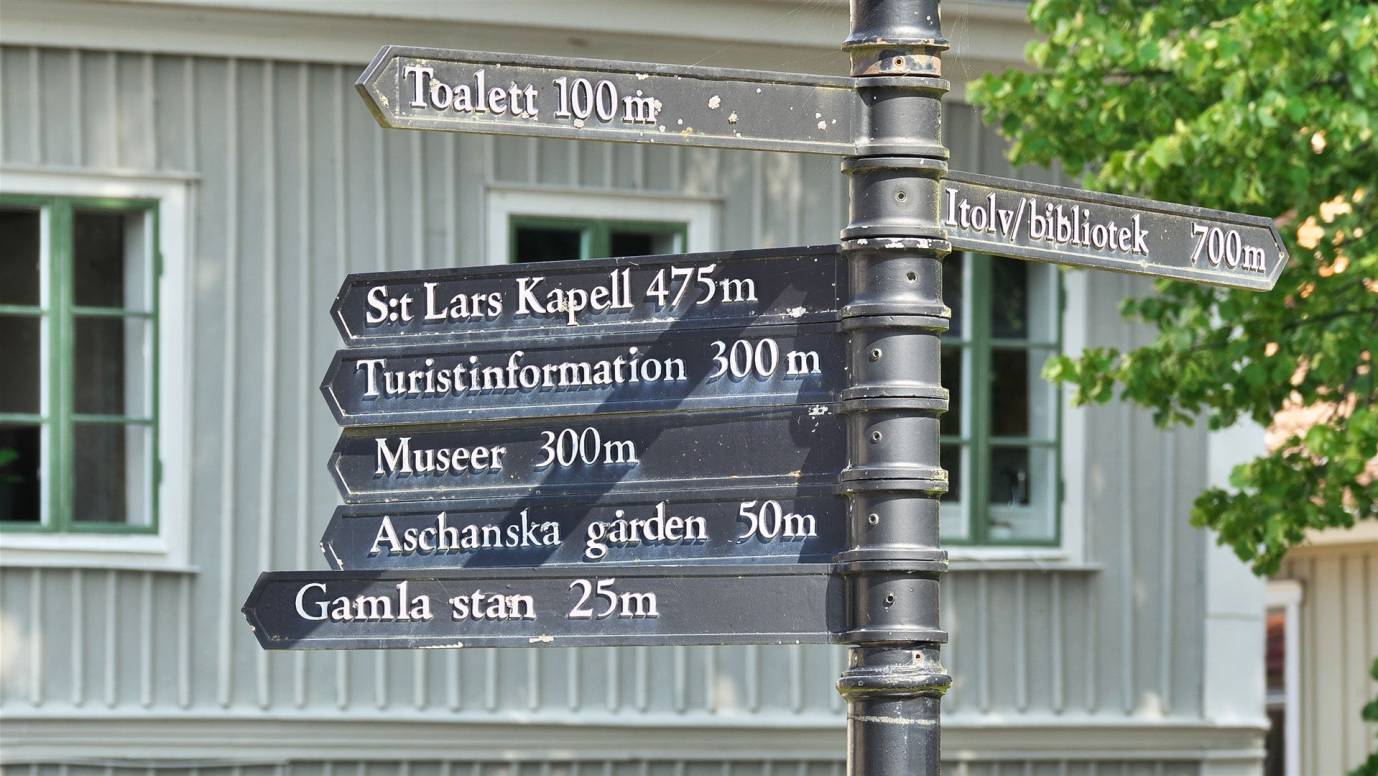 Toalett 100m
Itolv/bibliotek 700m
S:t Lars Kapell 475m
Turistinformation 300m
Museer 300m
Aschanska gården 50m
Gamla stan 25m